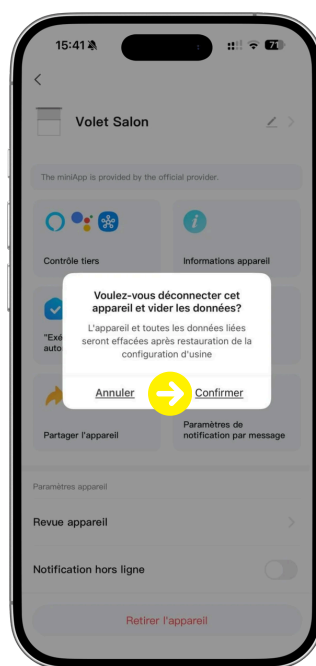 15:41
71
Volet Salon
The miniApp is provided by the official provider.
Contrôle tiers
Informations appareil
Voulez-vous déconnecter cet
appareil et vider les données?
L'appareil et toutes les données liées
seront effacées après restauration de la
configuration d'usine
Annuler
Confirmer
"Exé
auto
Partager l'appareil
Paramètres de
notification par message
Paramètres appareil
Revue appareil
Notification hors ligne
Retirer l'appareil